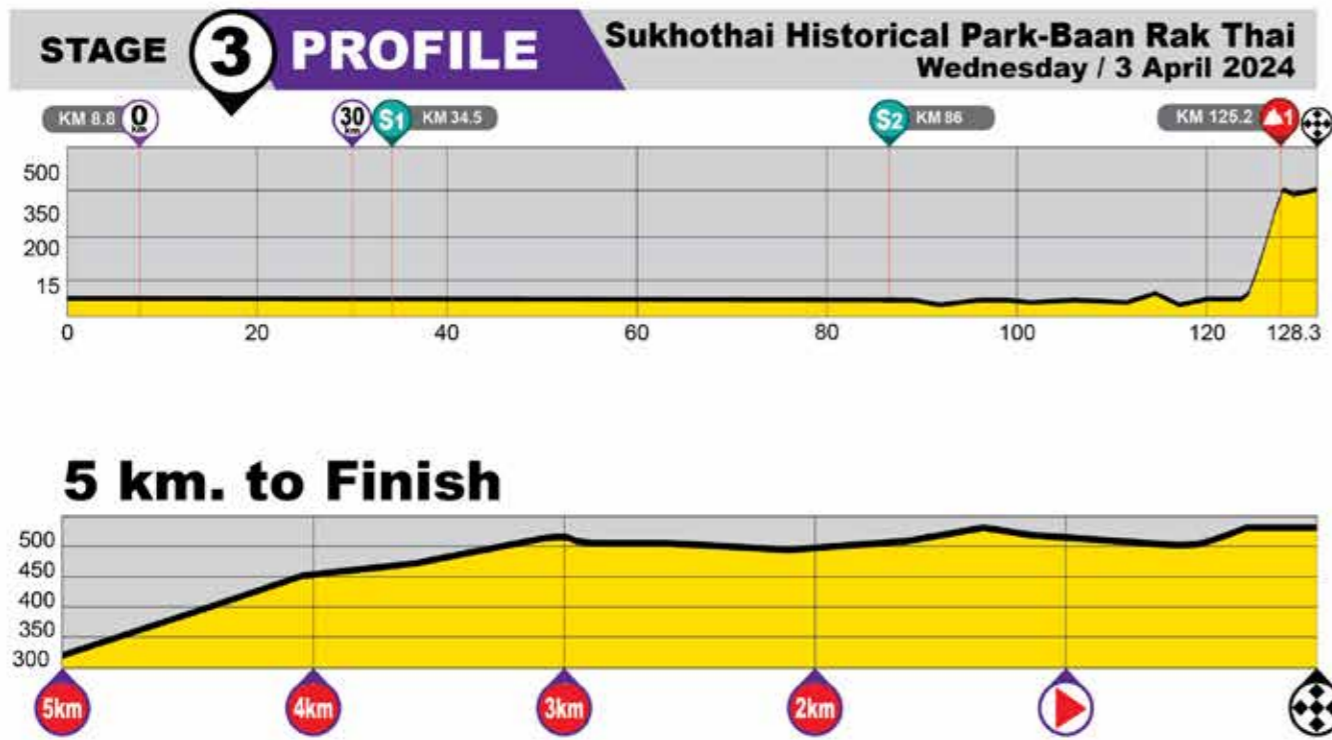 STAGE 3 PROFILE
Sukhothai Historical Park-Baan Rak Thai
Wednesday / 3 April 2024
KM 8.8 0 km 30 km S1 KM 34.5 S2 KM 86 KM 125.2 1
500
350
200
15
0 20 40 60 80 100 120 128.3
5 km. to Finish
500
450
400
350
300
5km 4km 3km 2km